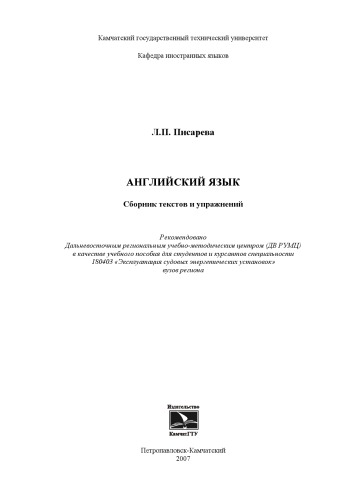 Камчатский государственный технический университет
Кафедра иностранных языков
Л.П. Писарева
АНГЛИЙСКИЙ ЯЗЫК
Сборник текстов и упражнений
Рекомендовано
Дальневосточным региональным учебно-методическим центром (ДВ РУМЦ)
в качестве учебного пособия для студентов и курсантов специальности
180403 «Эксплуатация судовых энергетических установок»
вузов региона
Издательство
КамчатГТУ
Петропавловск-Камчатский
2007